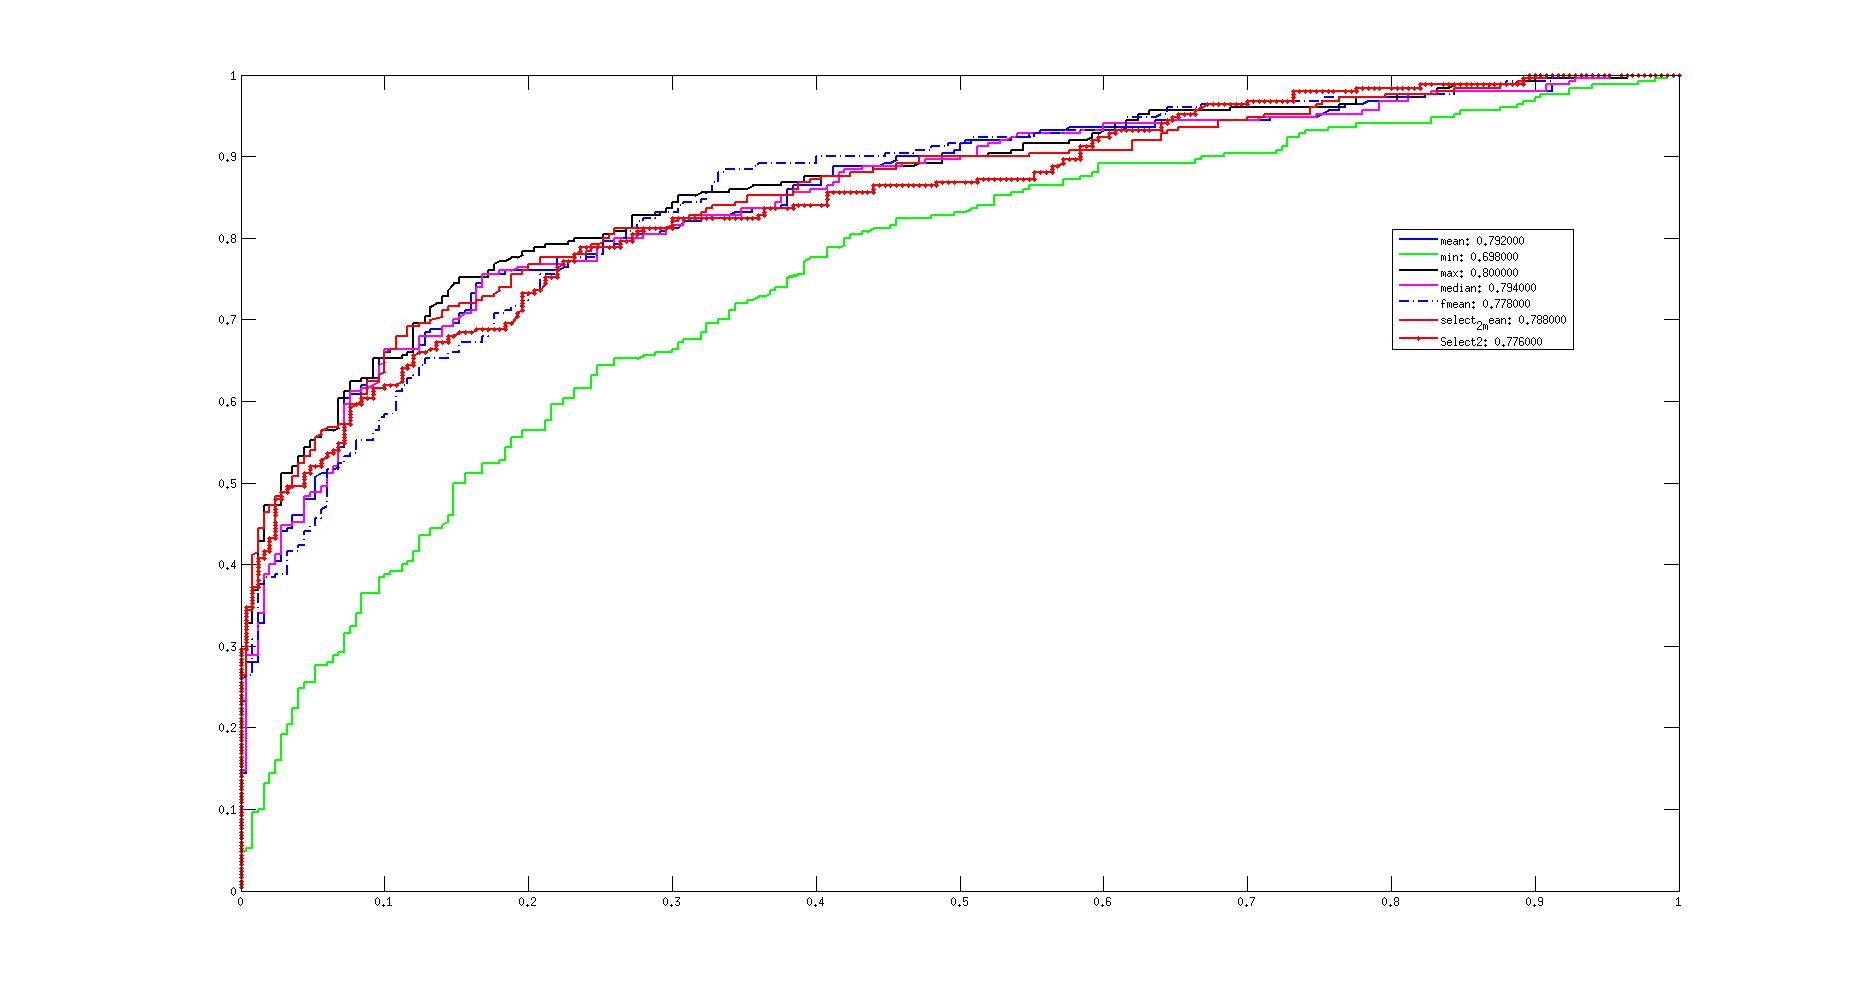 1
0.9
0.8
0.7
0.6
0.5
0.4
0.3
0.2
0.1
0
0 0.1 0.2 0.3 0.4 0.5 0.6 0.7 0.8 0.9 1
mean: 0.792000
min: 0.698000
max: 0.800000
median: 0.794000
fmean: 0.778000
select2mean: 0.788000
Select2: 0.776000